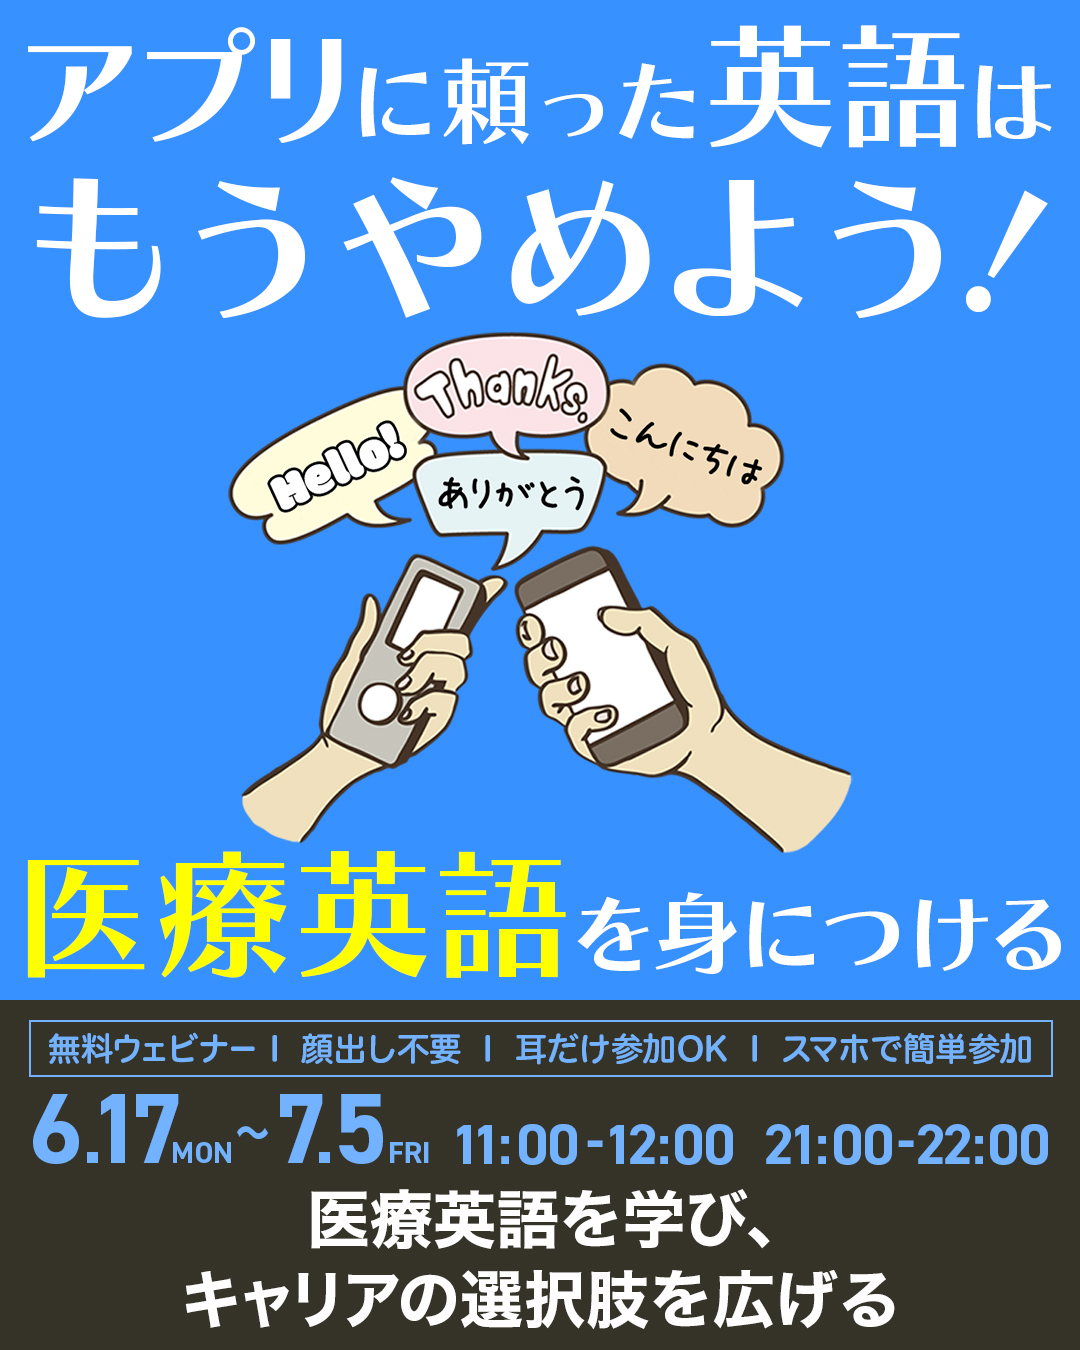 アプリに頼った英語は
もうやめよう!
Thanks.
Hello!
こんにちは
ありがとう
医療英語を身につける
無料ウェビナー | 顔出し不要 | 耳だけ参加OK | スマホで簡単参加
6.17MON~7.5FRI 11:00-12:00 21:00-22:00
医療英語を学び、
キャリアの選択肢を広げる